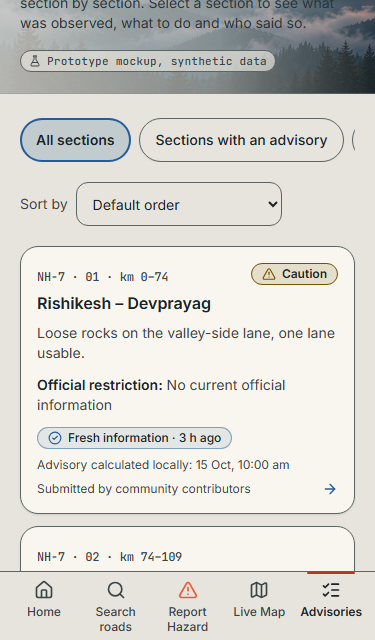 section by section. Select a section to see what
was observed, what to do and who said so.
Prototype mockup, synthetic data
All sections
Sections with an advisory
Sort by
Default order
NH-7 · 01 · km 0–74
Caution
Rishikesh – Devprayag
Loose rocks on the valley-side lane, one lane
usable.
Official restriction: No current official
information
Fresh information · 3 h ago
Advisory calculated locally: 15 Oct, 10:00 am
Submitted by community contributors
NH-7 · 02 · km 74–109
Home
Search
roads
Report
Hazard
Live Map
Advisories